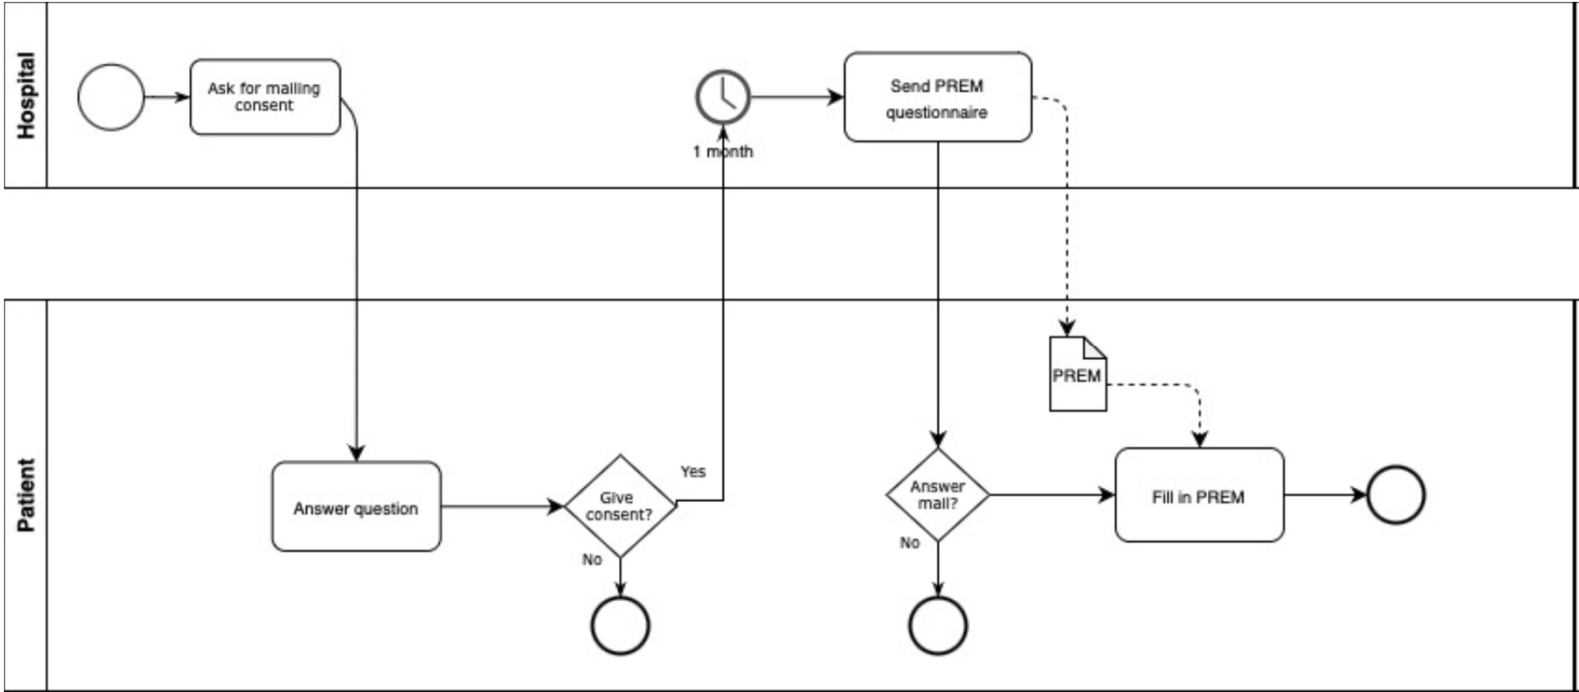 Hospital
Ask for mailing
consent
1 month
Send PREM
questionnaire
Patient
Answer question
Give
consent?
Yes
No
Answer
mail?
No
PREM
Fill in PREM